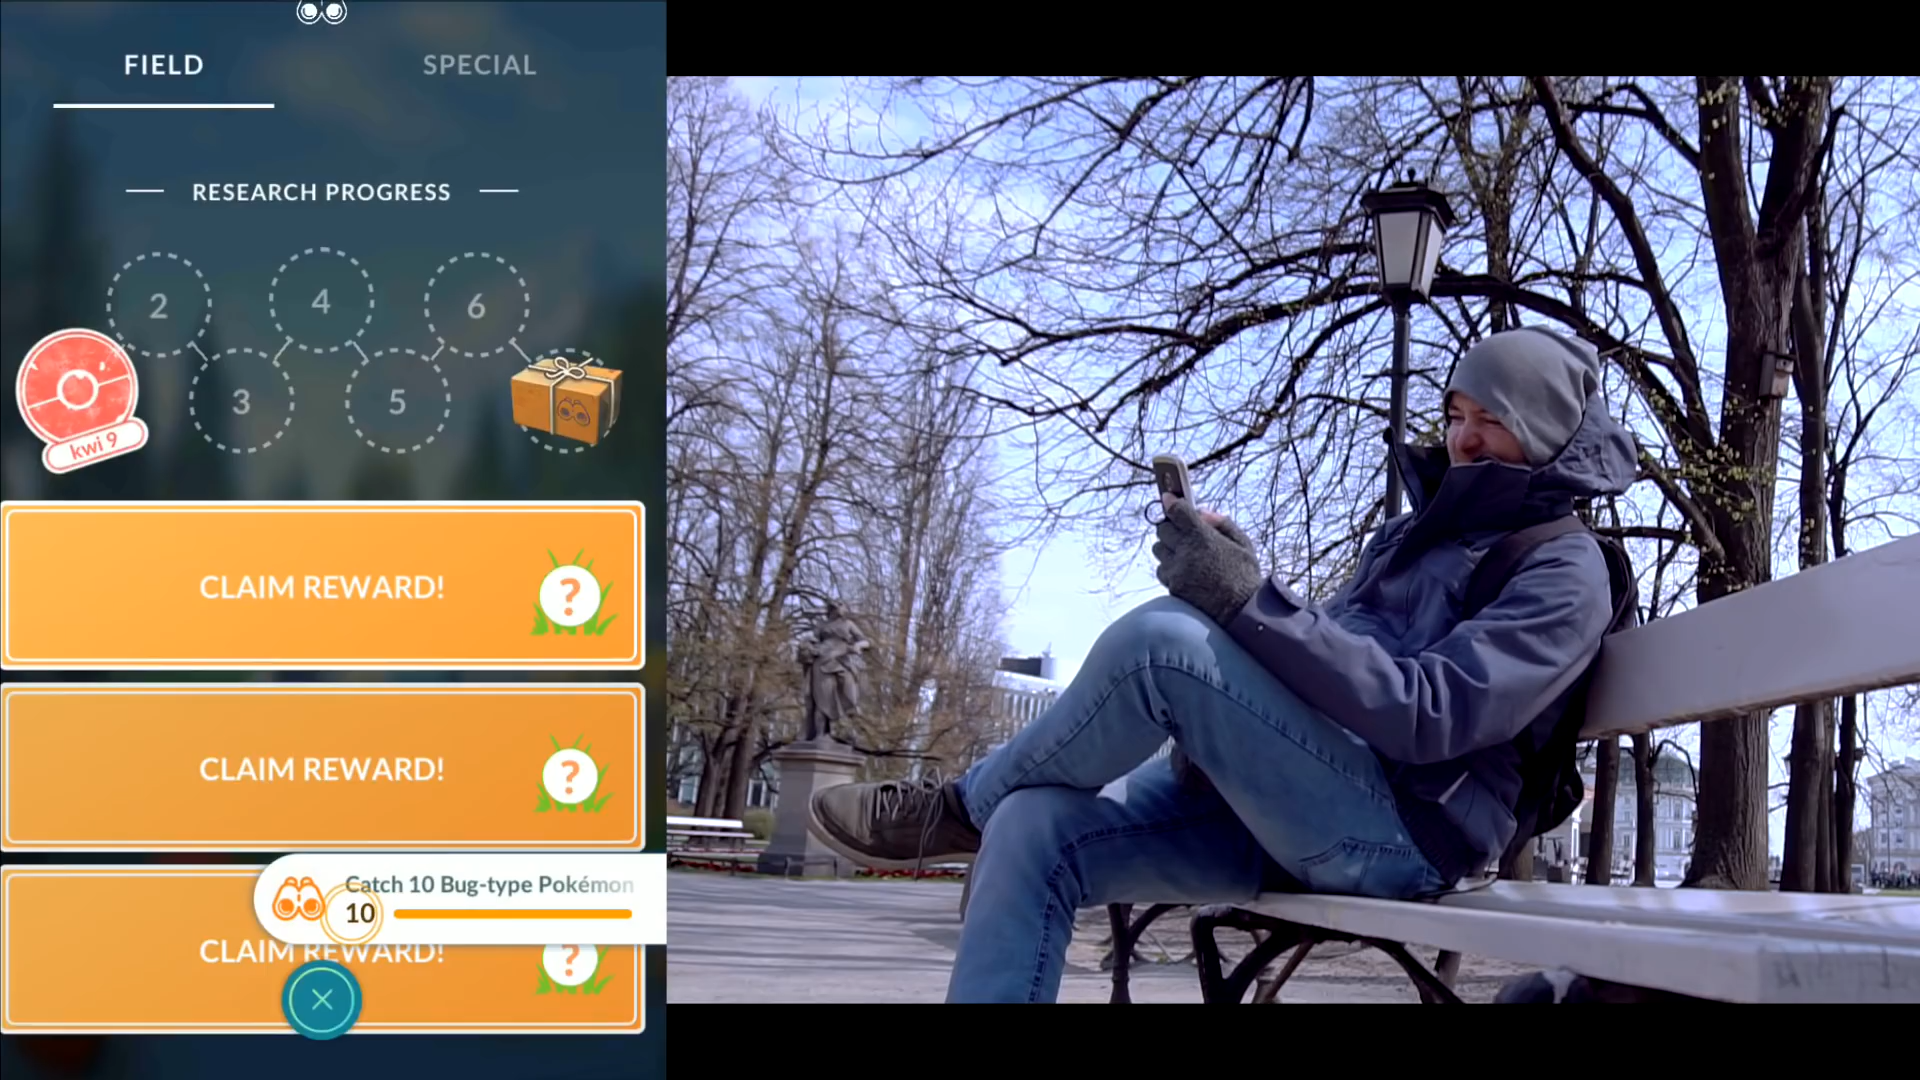 FIELD
SPECIAL
RESEARCH PROGRESS
2
4
6
3
5
kwi 9
CLAIM REWARD!
?
CLAIM REWARD!
?
Catch 10 Bug-type Pokémon
10
CLAIM REWARD!
?